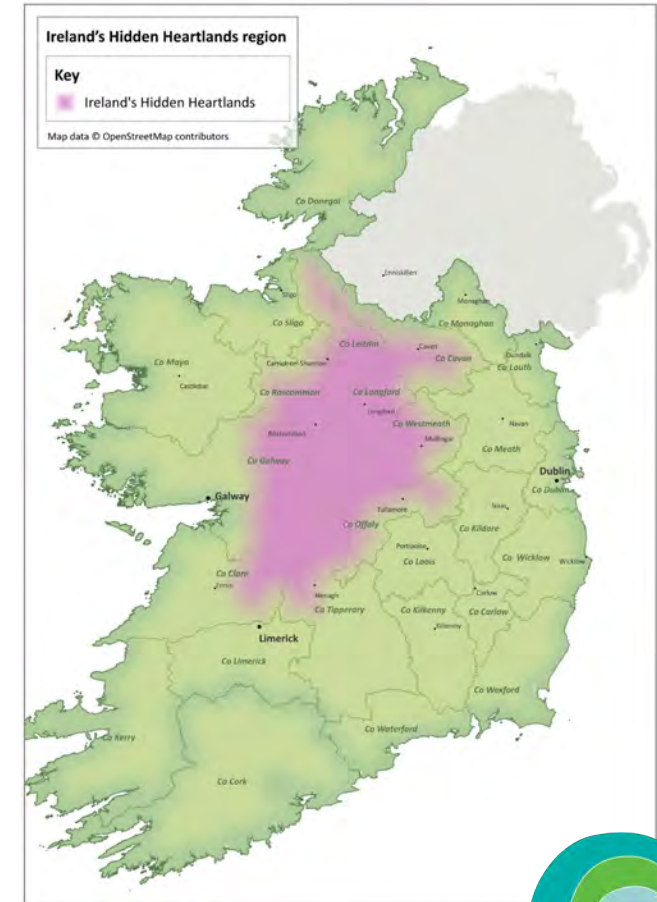 Ireland's Hidden Heartlands region
Key
Ireland's Hidden Heartlands
Map data © OpenStreetMap contributors
Co Donegal
Enniskillen
Sligo
Monaghan
Co Sligo
Co Monaghan
Co Leitrim
Cavan
Co Cavan
Dundalk
Co Mayo
Carrick-on-Shannon
Co Louth
Castlebar
Co Roscommon
Co Longford
Longford
Co Westmeath
Navan
Roscommon
Mullingar
Co Meath
Co Galway
Dublin
Galway
Co Dublin
Tullamore
Naas
Co Offaly
Co Kildare
Portlaoise
Co Wicklow
Co Laois
Wicklow
Co Clare
Ennis
Nenagh
Carlow
Co Tipperary
Co Kilkenny
Co Carlow
Limerick
Kilkenny
Co Limerick
Co Wexford
Co Waterford
Co Kerry
Co Cork